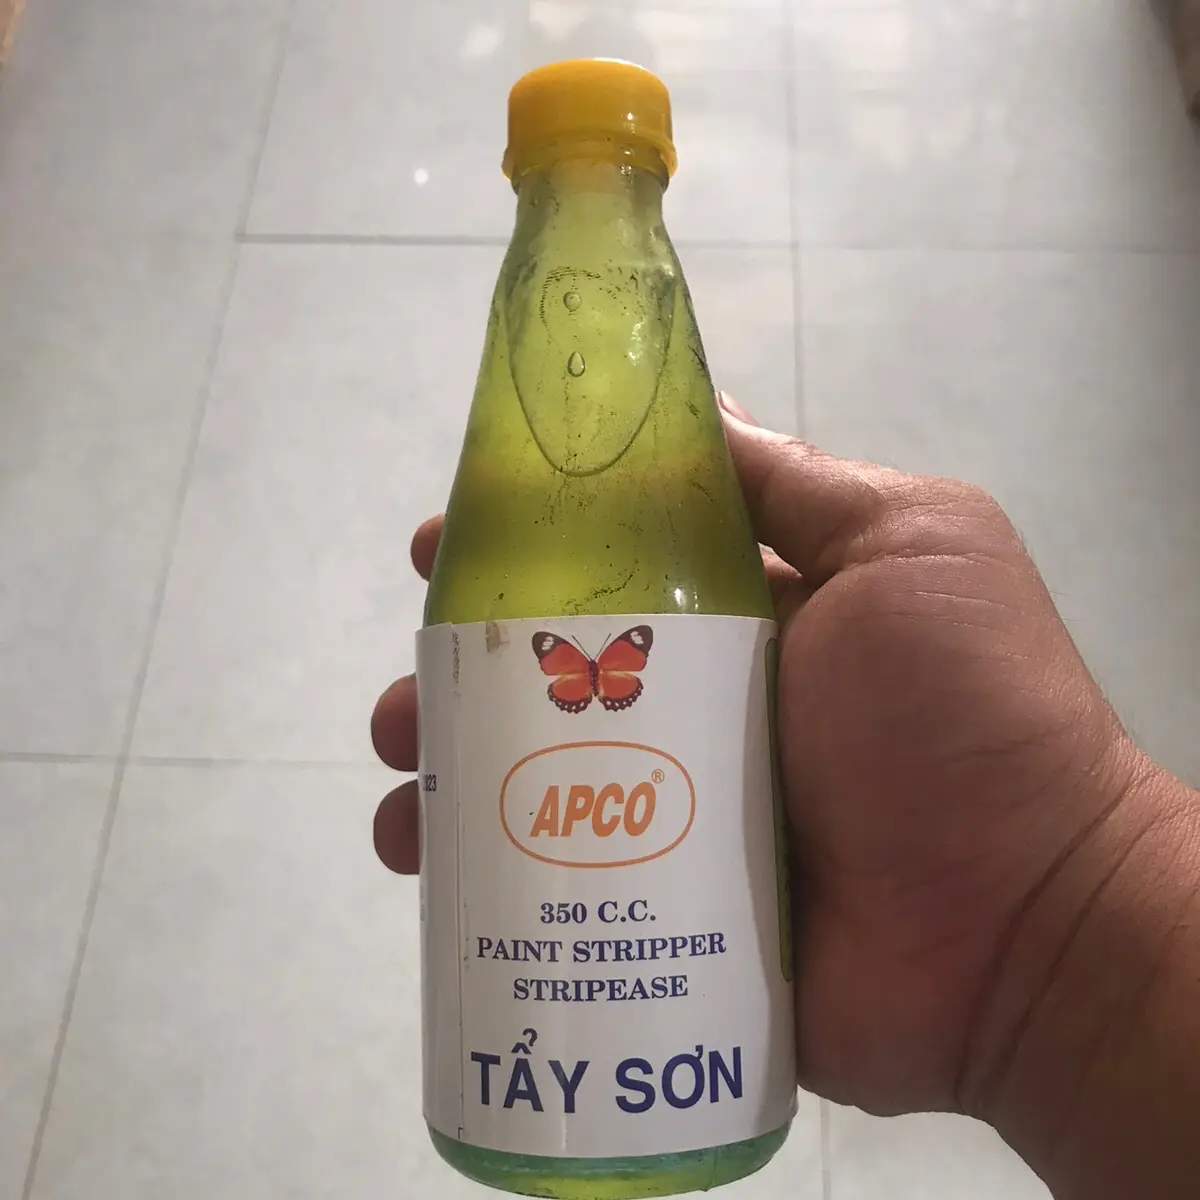 APCO®
350 C.C.
PAINT STRIPPER
STRIPEASE
TẨY SƠN